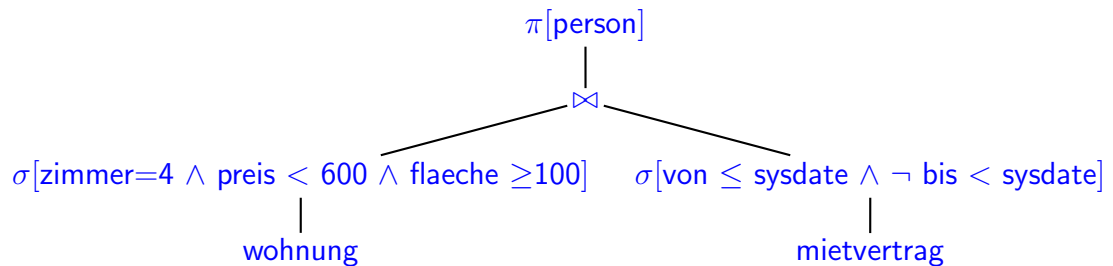 π[person]
⋈
σ[zimmer=4 ∧ preis < 600 ∧ flaeche ≥100] σ[von ≤ sysdate ∧ ¬ bis < sysdate]
wohnung mietvertrag